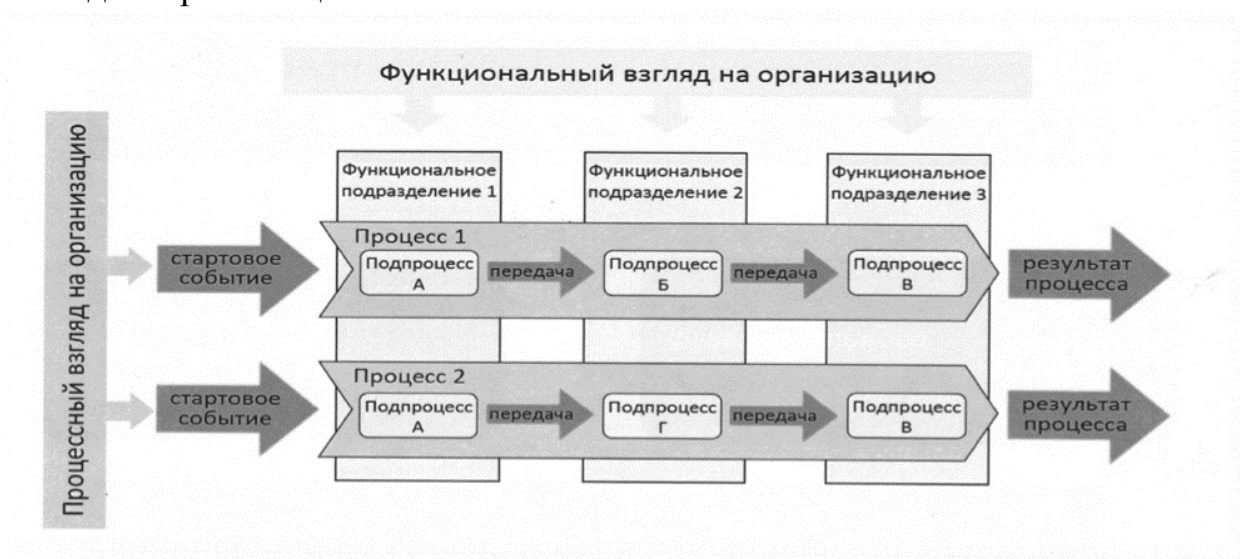 Функциональный взгляд на организацию
Процессный взгляд на организацию
Функциональное
подразделение 1
Функциональное
подразделение 2
Функциональное
подразделение 3
Процесс 1
стартовое
событие
Подпроцесс
А
передача
Подпроцесс
Б
передача
Подпроцесс
В
результат
процесса
Процесс 2
стартовое
событие
Подпроцесс
А
передача
Подпроцесс
Г
передача
Подпроцесс
В
результат
процесса